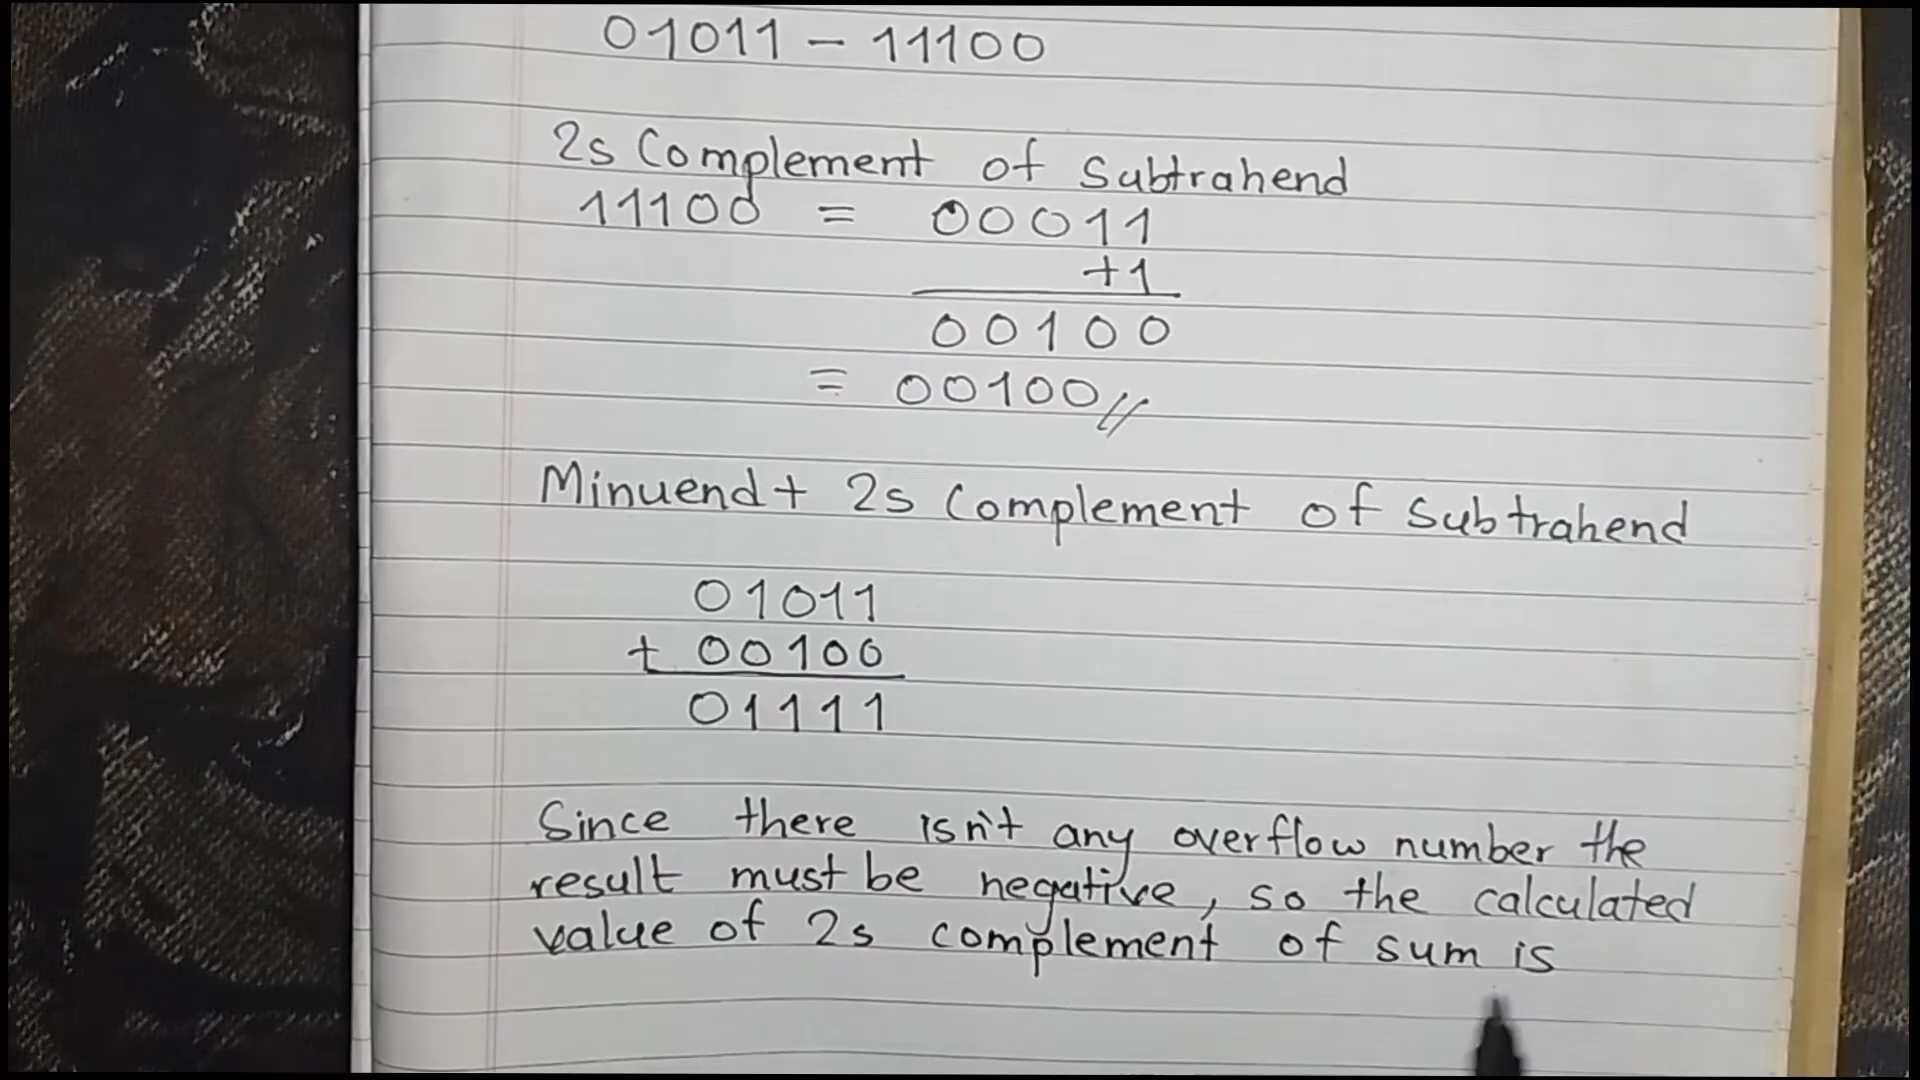 01011 - 11100
2s Complement of Subtrahend
11100 = 00011
+1
00100
= 00100//
Minuend + 2s Complement of Subtrahend
01011
+ 00100
01111
Since there isn't any overflow number the
result must be negative, so the calculated
value of 2s complement of sum is